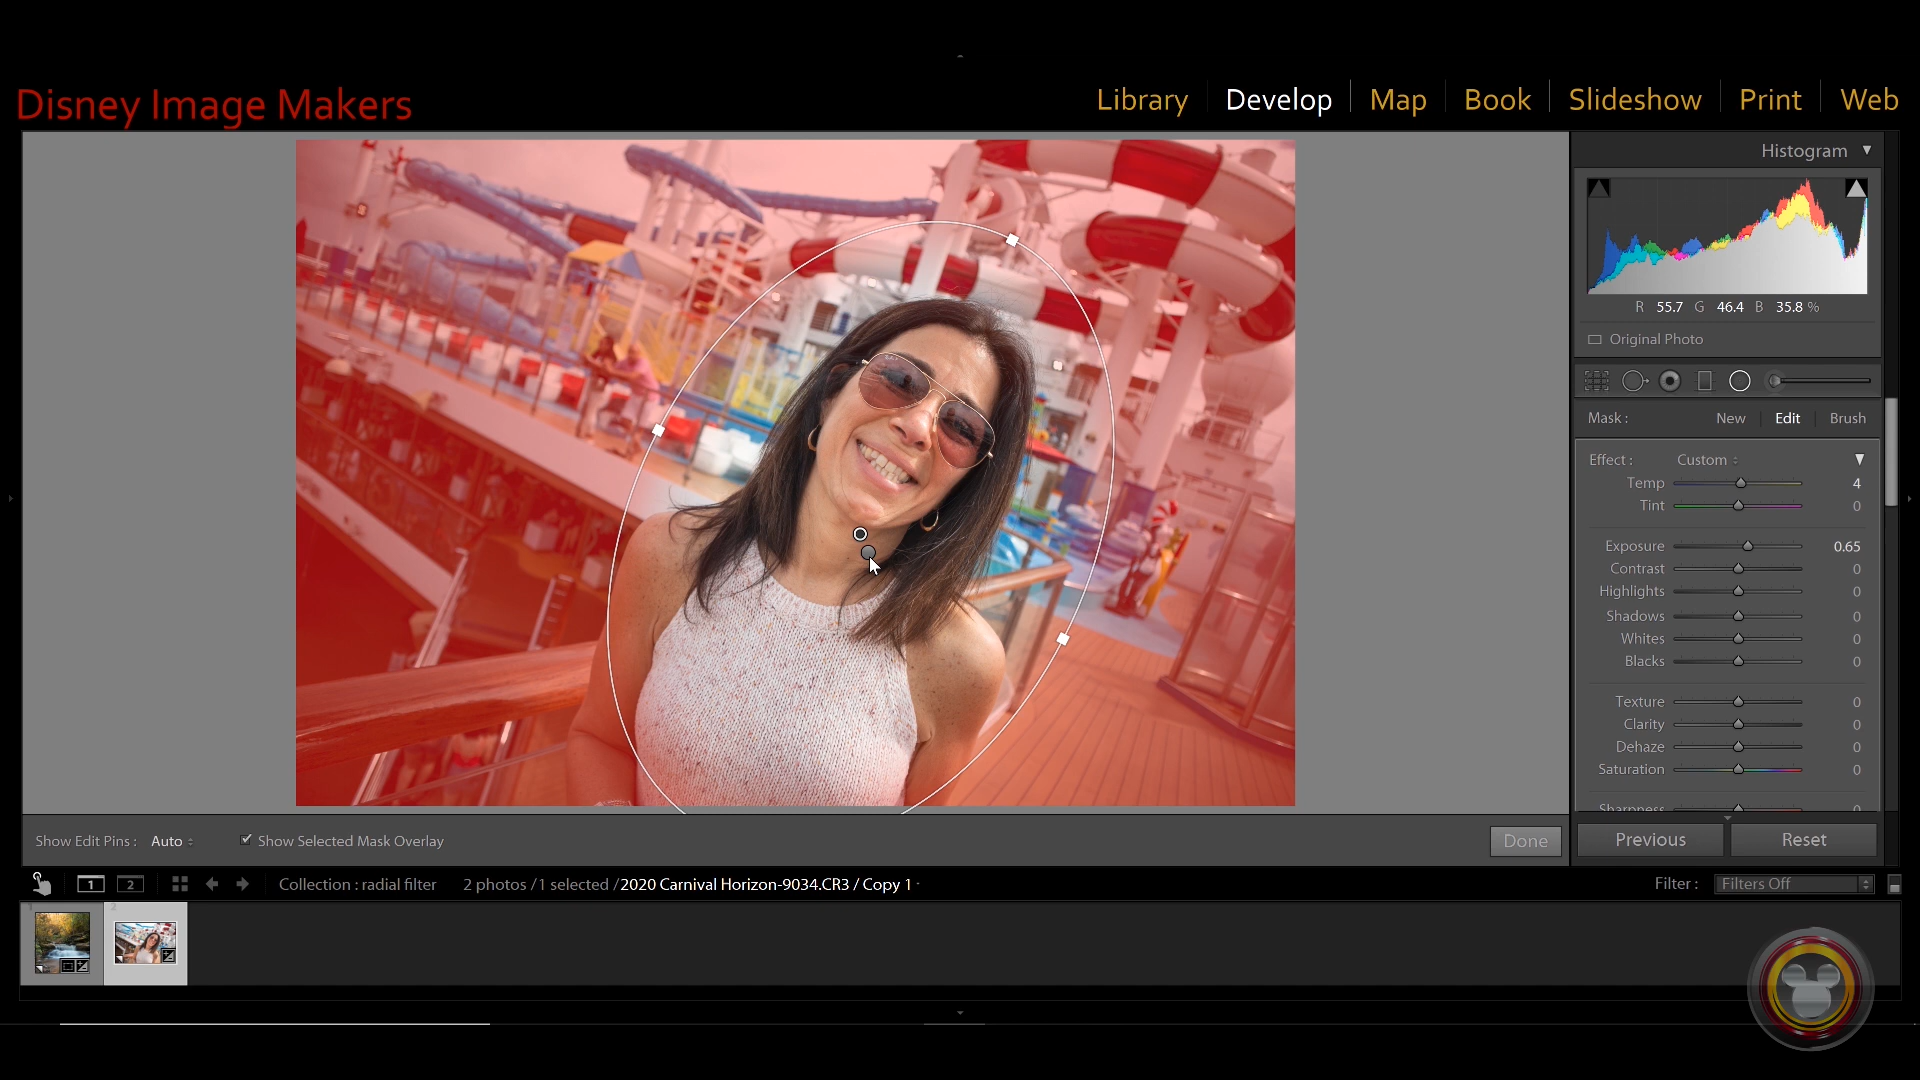 Disney Image Makers
Library Develop Map Book Slideshow Print Web
Histogram
R 55.7 G 46.4 B 35.8 %
Original Photo
Mask : New Edit Brush
Effect : Custom
Temp 4
Tint 0
Exposure 0.65
Contrast 0
Highlights 0
Shadows 0
Whites 0
Blacks 0
Texture 0
Clarity 0
Dehaze 0
Saturation 0
Sharpness 0
Show Edit Pins : Auto Show Selected Mask Overlay Done
Previous Reset
1 2 Collection : radial filter 2 photos / 1 selected / 2020 Carnival Horizon-9034.CR3 / Copy 1
Filter : Filters Off
1 2